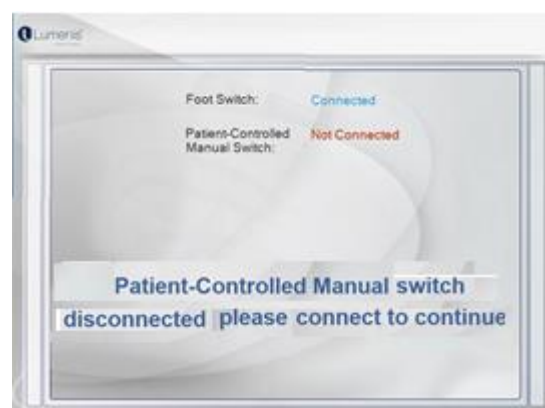 Lumenis
Foot Switch: Connected
Patient-Controlled Not Connected
Manual Switch:
Patient-Controlled Manual switch
disconnected please connect to continue